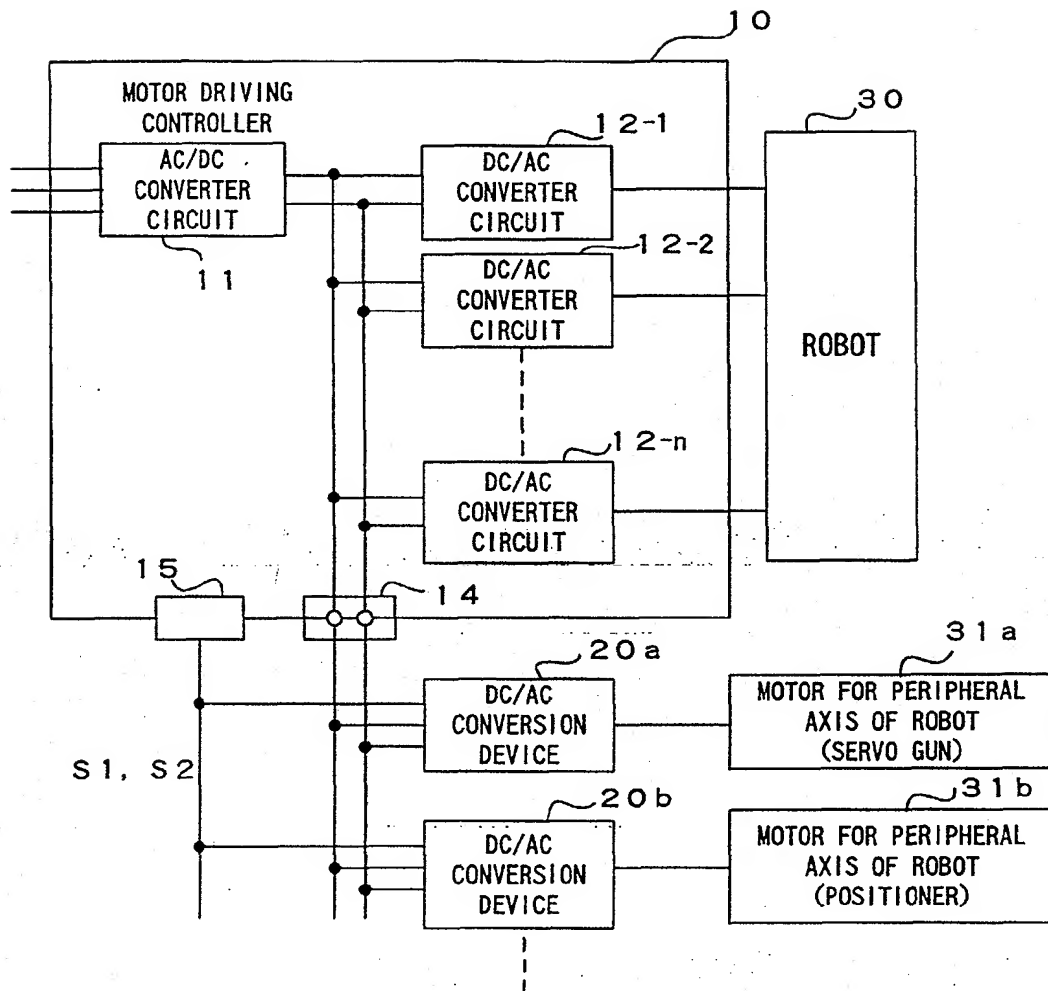 10
MOTOR DRIVING
CONTROLLER
30
12-1
AC/DC
CONVERTER
CIRCUIT
DC/AC
CONVERTER
CIRCUIT
11
12-2
DC/AC
CONVERTER
CIRCUIT
ROBOT
12-n
DC/AC
CONVERTER
CIRCUIT
15
14
20a
31a
DC/AC
CONVERSION
DEVICE
MOTOR FOR PERIPHERAL
AXIS OF ROBOT
(SERVO GUN)
S1, S2
20b
31b
DC/AC
CONVERSION
DEVICE
MOTOR FOR PERIPHERAL
AXIS OF ROBOT
(POSITIONER)